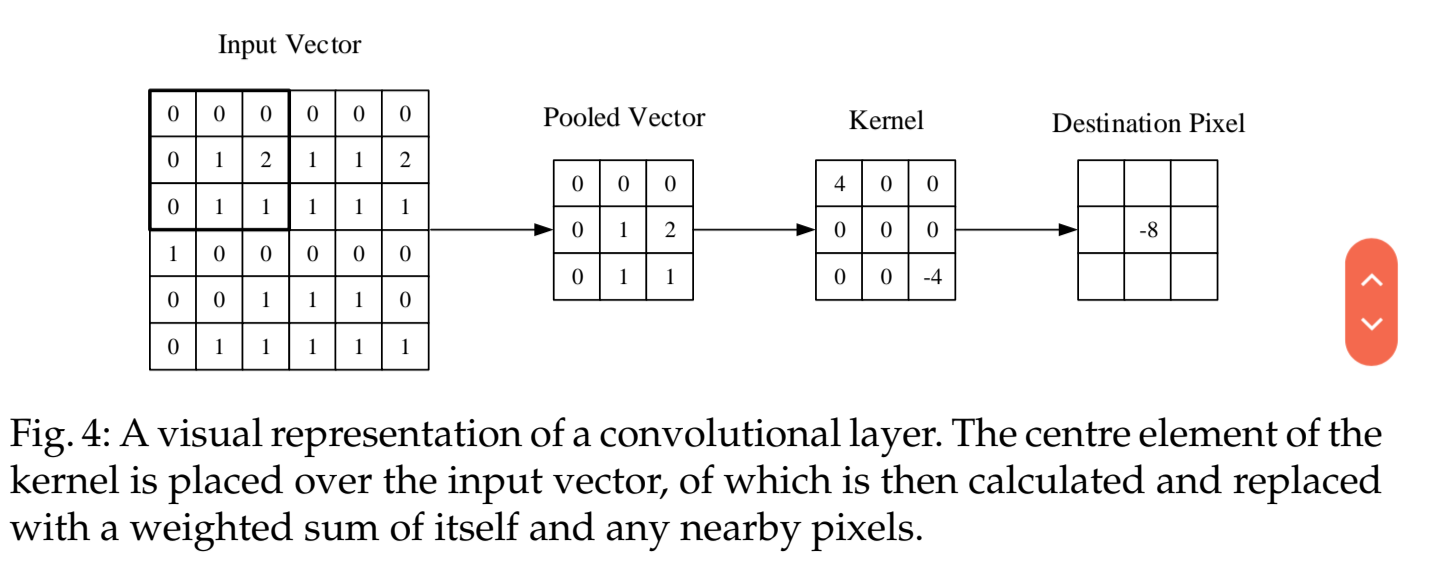 Input Vector
Pooled Vector
Kernel
Destination Pixel
0 0 0 0 0 0
0 1 2 1 1 2
0 1 1 1 1 1
1 0 0 0 0 0
0 0 1 1 1 0
0 1 1 1 1 1
0 0 0
0 1 2
0 1 1
4 0 0
0 0 0
0 0 -4
-8
Fig. 4: A visual representation of a convolutional layer. The centre element of the
kernel is placed over the input vector, of which is then calculated and replaced
with a weighted sum of itself and any nearby pixels.